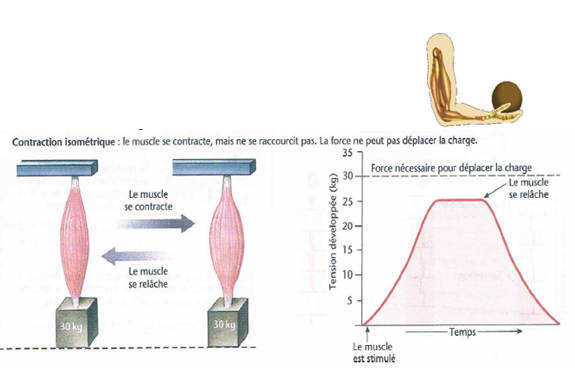 Contraction isométrique : le muscle se contracte, mais ne se raccourcit pas. La force ne peut pas déplacer la charge.
Le muscle
se contracte
Le muscle
se relâche
30 kg
30 kg
Tension développée (kg)
35
30
25
20
15
10
5
Force nécessaire pour déplacer la charge
Le muscle
se relâche
Temps
Le muscle
est stimulé